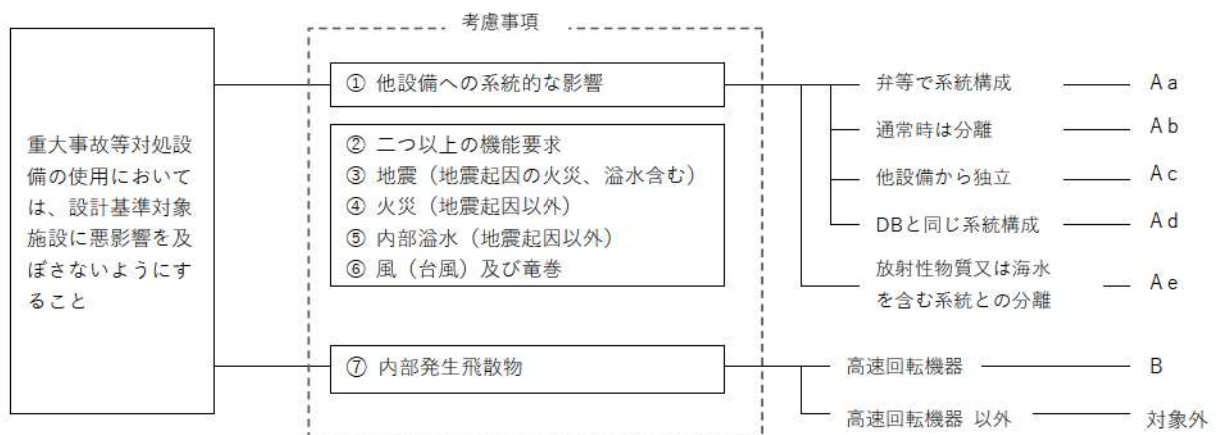 考慮事項
重大事故等対処設
備の使用において
は、設計基準対象
施設に悪影響を及
ぼさないようにす
ること
① 他設備への系統的な影響
② 二つ以上の機能要求
③ 地震（地震起因の火災、溢水含む）
④ 火災（地震起因以外）
⑤ 内部溢水（地震起因以外）
⑥ 風（台風）及び竜巻
⑦ 内部発生飛散物
弁等で系統構成 Aa
通常時は分離 Ab
他設備から独立 Ac
DBと同じ系統構成 Ad
放射性物質又は海水
を含む系統との分離 Ae
高速回転機器 B
高速回転機器 以外 対象外